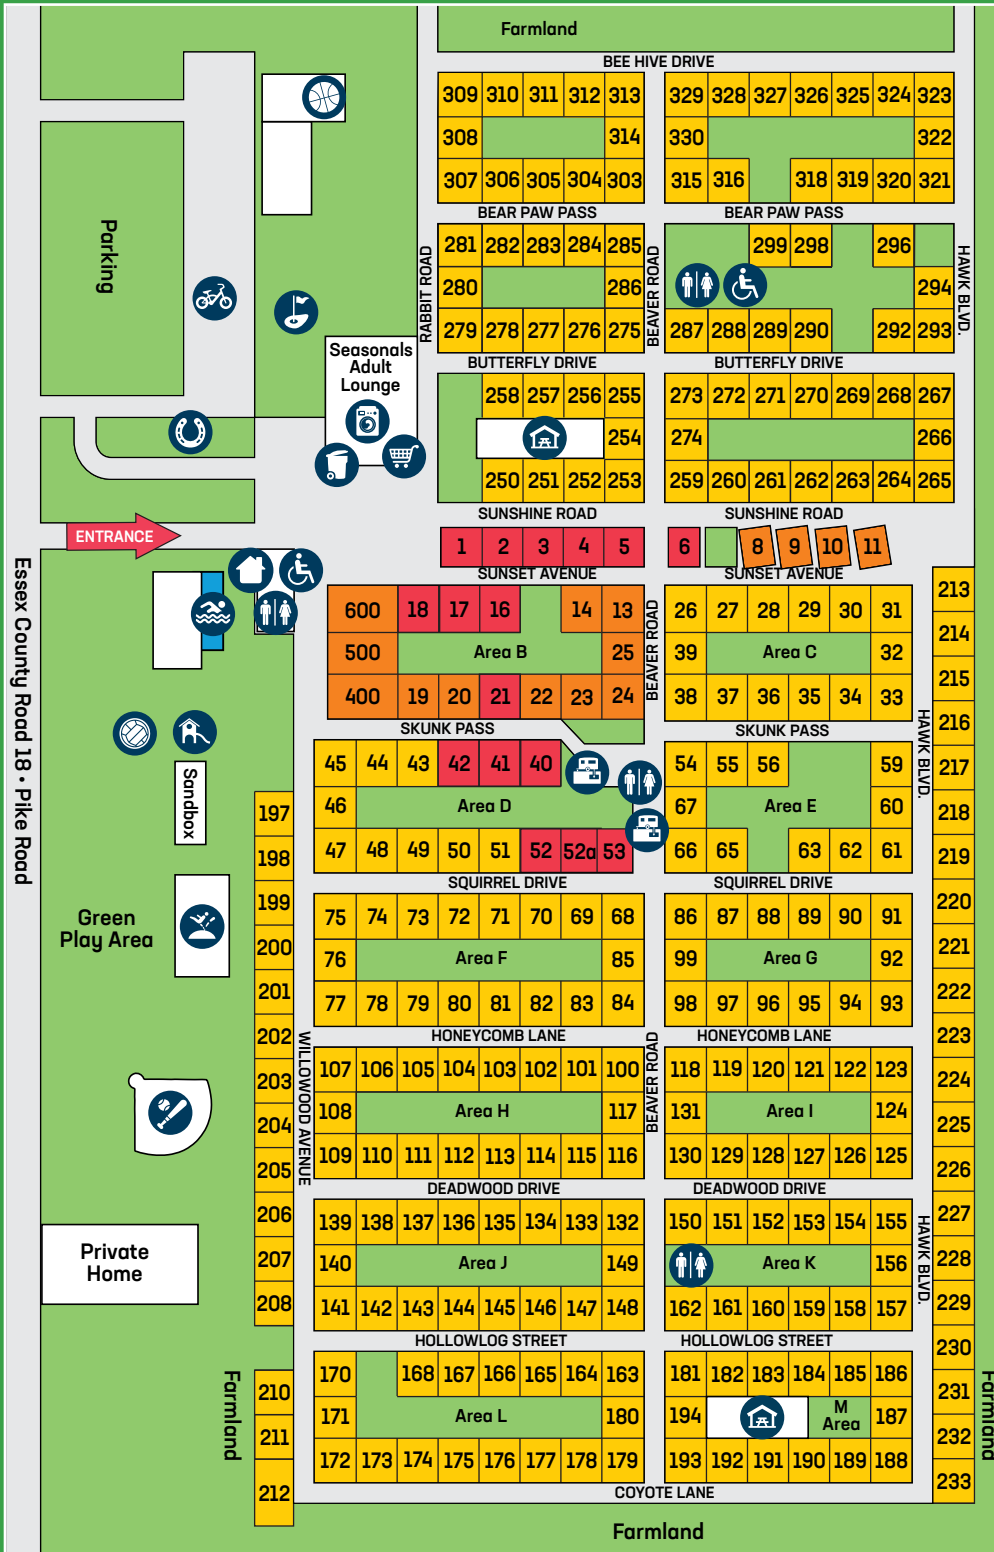 Farmland
BEE HIVE DRIVE
309 310 311 312 313
329 328 327 326 325 324 323
308 314
330 322
307 306 305 304 303
315 316 318 319 320 321
BEAR PAW PASS
BEAR PAW PASS
Parking
RABBIT ROAD
BEAVER ROAD
HAWK BLVD.
281 282 283 284 285
299 298 296
280 286
294
279 278 277 276 275
287 288 289 290 292 293
BUTTERFLY DRIVE
BUTTERFLY DRIVE
Seasonals
Adult
Lounge
258 257 256 255
273 272 271 270 269 268 267
254
274 266
250 251 252 253
259 260 261 262 263 264 265
SUNSHINE ROAD
SUNSHINE ROAD
ENTRANCE
1 2 3 4 5
6 8 9 10 11
SUNSET AVENUE
SUNSET AVENUE
Essex County Road 18 • Pike Road
600 18 17 16 14 13
26 27 28 29 30 31
500 Area B 25
39 Area C 32
400 19 20 21 22 23 24
38 37 36 35 34 33
BEAVER ROAD
HAWK BLVD.
SKUNK PASS
SKUNK PASS
45 44 43 42 41 40
54 55 56 59
46 Area D
67 Area E 60
47 48 49 50 51 52 52a 53
66 65 63 62 61
SQUIRREL DRIVE
SQUIRREL DRIVE
Sandbox
Green
Play Area
75 74 73 72 71 70 69 68
86 87 88 89 90 91
76 Area F 85
99 Area G 92
77 78 79 80 81 82 83 84
98 97 96 95 94 93
HONEYCOMB LANE
HONEYCOMB LANE
WILLOWOOD AVENUE
BEAVER ROAD
107 106 105 104 103 102 101 100
118 119 120 121 122 123
108 Area H 117
131 Area I 124
109 110 111 112 113 114 115 116
130 129 128 127 126 125
DEADWOOD DRIVE
DEADWOOD DRIVE
139 138 137 136 135 134 133 132
150 151 152 153 154 155
140 Area J 149
Area K 156
141 142 143 144 145 146 147 148
162 161 160 159 158 157
HAWK BLVD.
Private
Home
HOLLOWLOG STREET
HOLLOWLOG STREET
170 168 167 166 165 164 163
181 182 183 184 185 186
171 Area L 180
194 M
Area 187
172 173 174 175 176 177 178 179
193 192 191 190 189 188
COYOTE LANE
197
198
199
200
201
202
203
204
205
206
207
208
210
211
212
213
214
215
216
217
218
219
220
221
222
223
224
225
226
227
228
229
230
231
232
233
Farmland
Farmland
Farmland